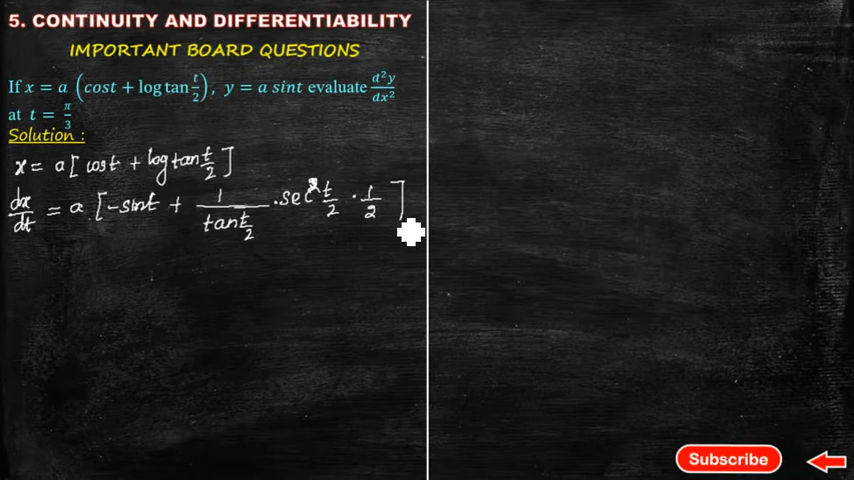 5. CONTINUITY AND DIFFERENTIABILITY
IMPORTANT BOARD QUESTIONS
If x = a (cost + log tan t/2), y = a sint evaluate d²y/dx²
at t = π/3
Solution :
x = a [ cost + log tan t/2 ]
dx/dt = a [ -sint + 1/(tan t/2) · sec² t/2 · 1/2 ]
Subscribe